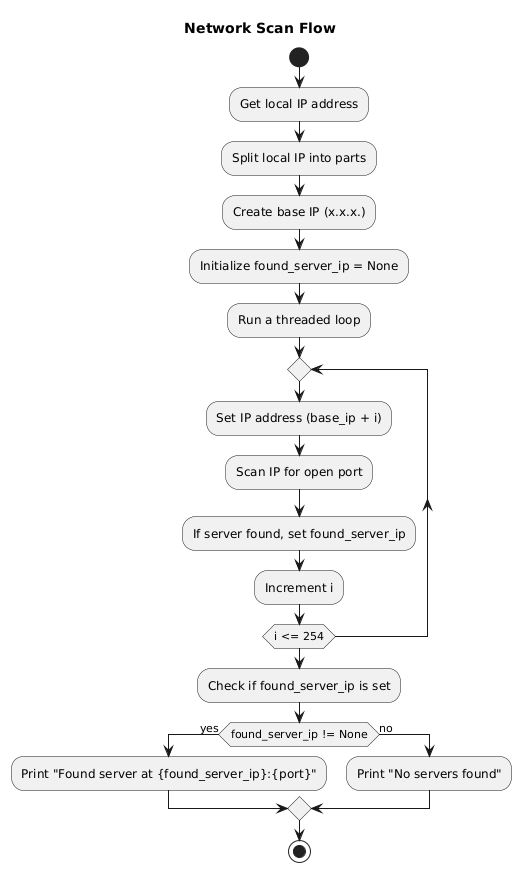 Network Scan Flow
Get local IP address
Split local IP into parts
Create base IP (x.x.x.)
Initialize found_server_ip = None
Run a threaded loop
Set IP address (base_ip + i)
Scan IP for open port
If server found, set found_server_ip
Increment i
i <= 254
Check if found_server_ip is set
yes
found_server_ip != None
no
Print "Found server at {found_server_ip}:{port}"
Print "No servers found"